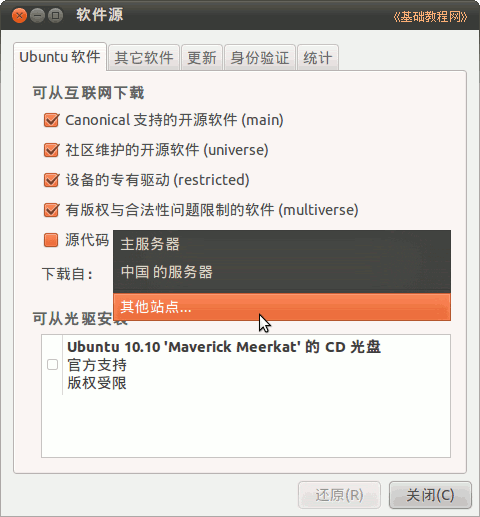 软件源
《基础教程网》
Ubuntu 软件 其它软件 更新 身份验证 统计
可从互联网下载
Canonical 支持的开源软件 (main)
社区维护的开源软件 (universe)
设备的专有驱动 (restricted)
有版权与合法性问题限制的软件 (multiverse)
源代码
主服务器
下载自：
中国 的服务器
其他站点...
可从光驱安装
Ubuntu 10.10 'Maverick Meerkat' 的 CD 光盘
官方支持
版权受限
还原(R) 关闭(C)